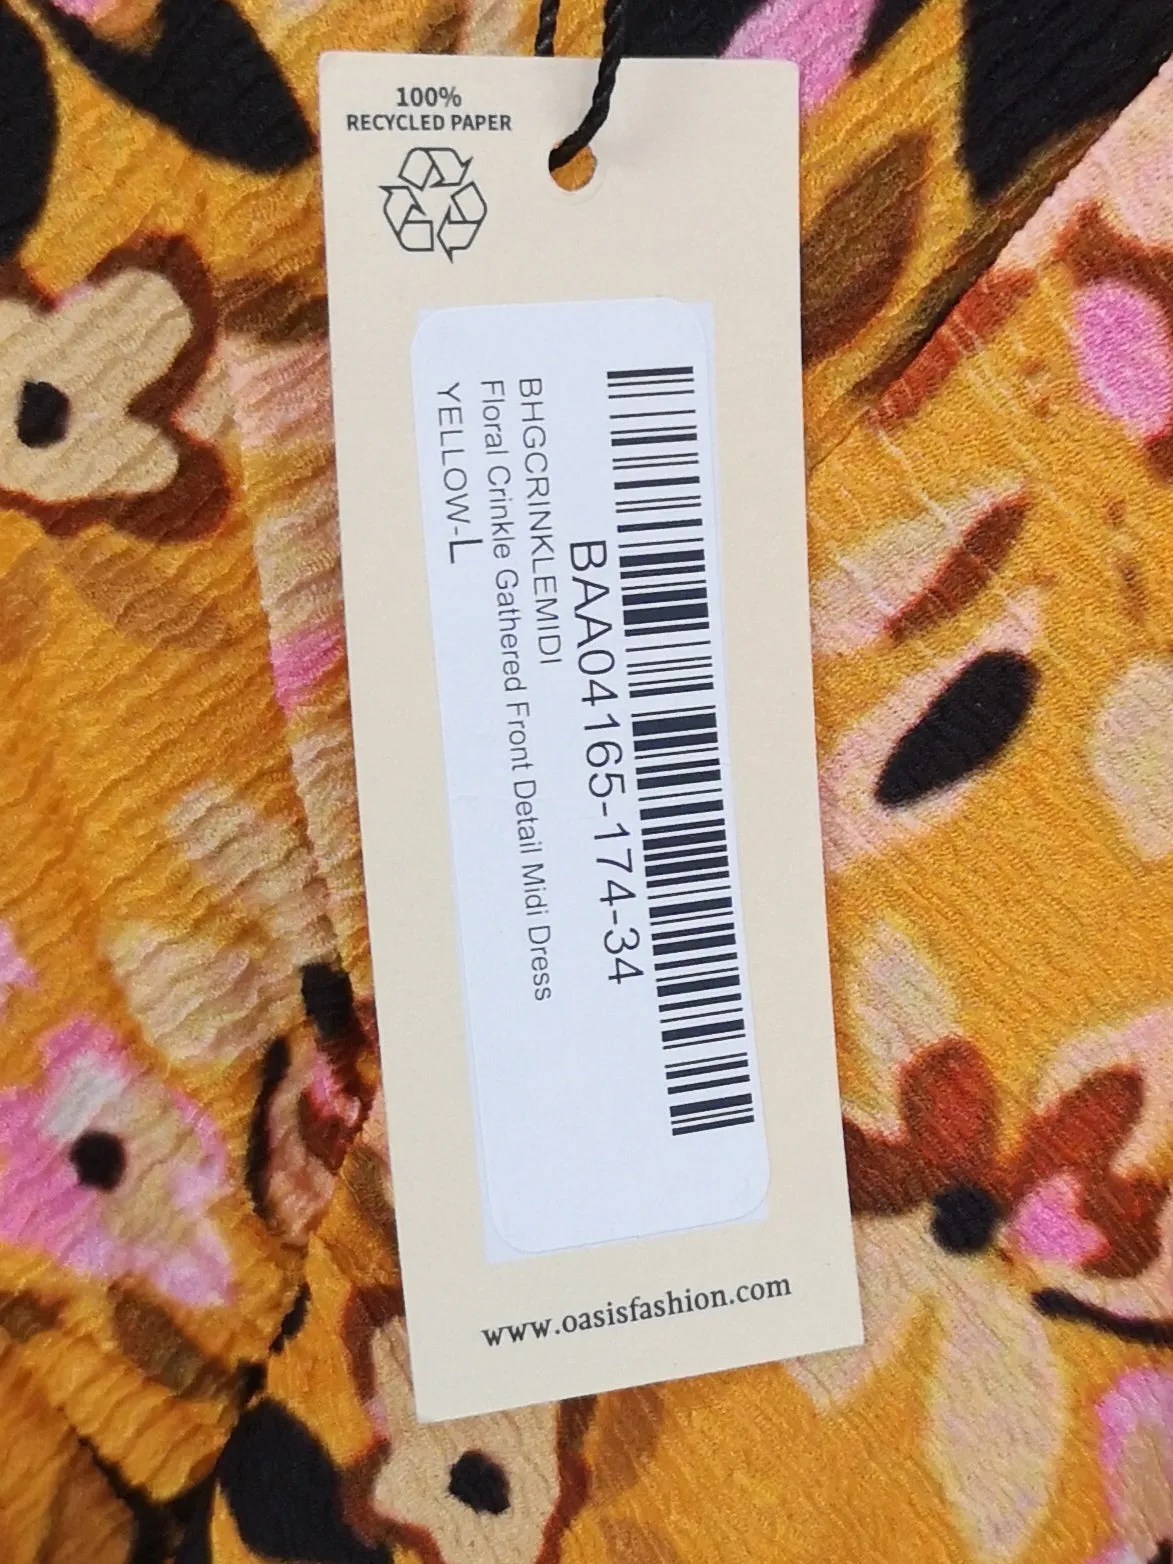 100%
RECYCLED PAPER
BAA04165-174-34
BHGCRINKLEMIDI
Floral Crinkle Gathered Front Detail Midi Dress
YELLOW-L
www.oasisfashion.com